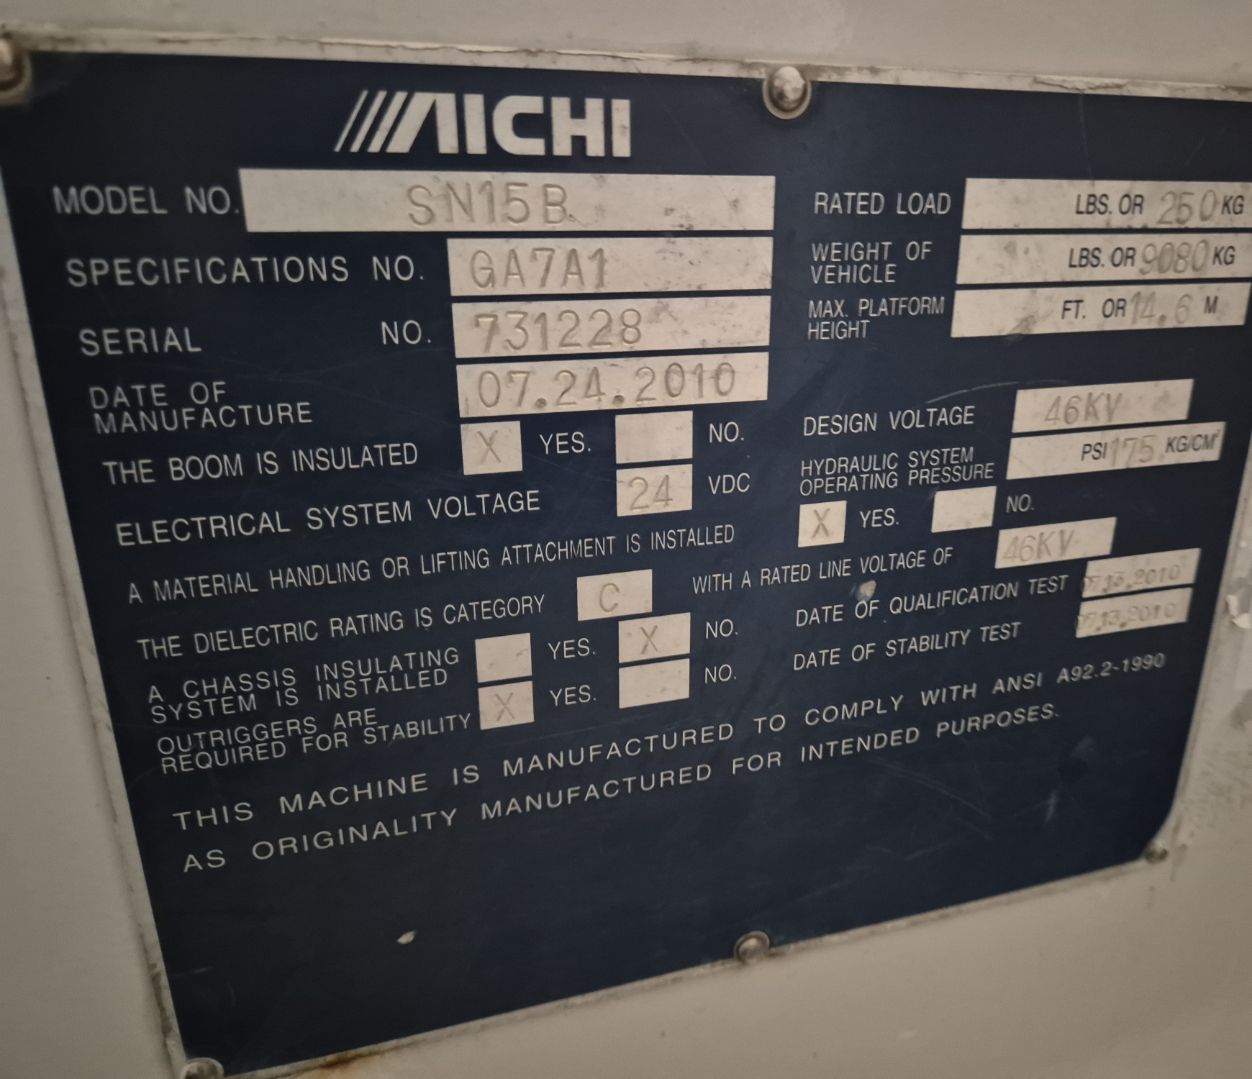 AICHI
MODEL NO. SN15B
SPECIFICATIONS NO. GA7A1
SERIAL NO. 731228
DATE OF
MANUFACTURE 07.24.2010
THE BOOM IS INSULATED X YES. NO.
ELECTRICAL SYSTEM VOLTAGE 24 VDC
RATED LOAD LBS. OR 250 KG
WEIGHT OF
VEHICLE LBS. OR 9080 KG
MAX. PLATFORM
HEIGHT FT. OR 14.6 M
DESIGN VOLTAGE 46KV
HYDRAULIC SYSTEM
OPERATING PRESSURE PSI 175 KG/CM²
A MATERIAL HANDLING OR LIFTING ATTACHMENT IS INSTALLED X YES. NO.
THE DIELECTRIC RATING IS CATEGORY C WITH A RATED LINE VOLTAGE OF 46KV
A CHASSIS INSULATING
SYSTEM IS INSTALLED YES. X NO.
OUTRIGGERS ARE
REQUIRED FOR STABILITY X YES. NO.
DATE OF QUALIFICATION TEST 07.13.2010
DATE OF STABILITY TEST 07.13.2010
THIS MACHINE IS MANUFACTURED TO COMPLY WITH ANSI A92.2-1990
AS ORIGINALITY MANUFACTURED FOR INTENDED PURPOSES.